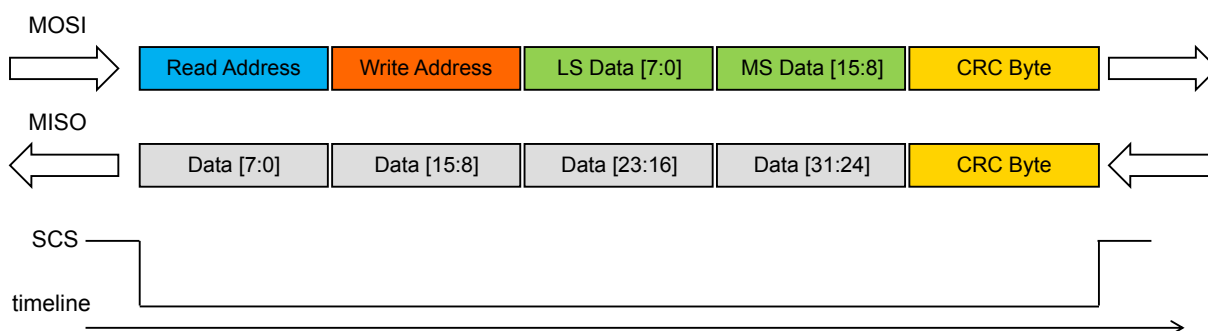 MOSI
Read Address Write Address LS Data [7:0] MS Data [15:8] CRC Byte
MISO
Data [7:0] Data [15:8] Data [23:16] Data [31:24] CRC Byte
SCS
timeline